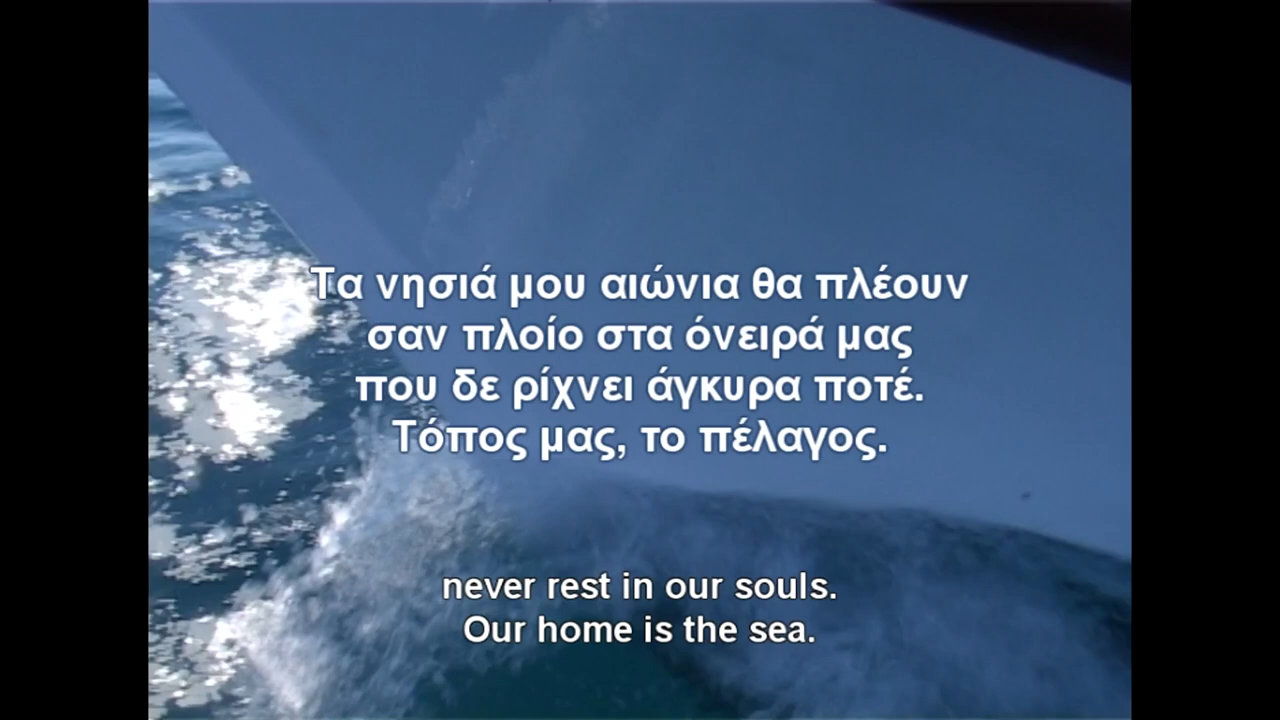 Τα νησιά μου αιώνια θα πλέουν
σαν πλοίο στα όνειρά μας
που δε ρίχνει άγκυρα ποτέ.
Τόπος μας, το πέλαγος.
never rest in our souls.
Our home is the sea.